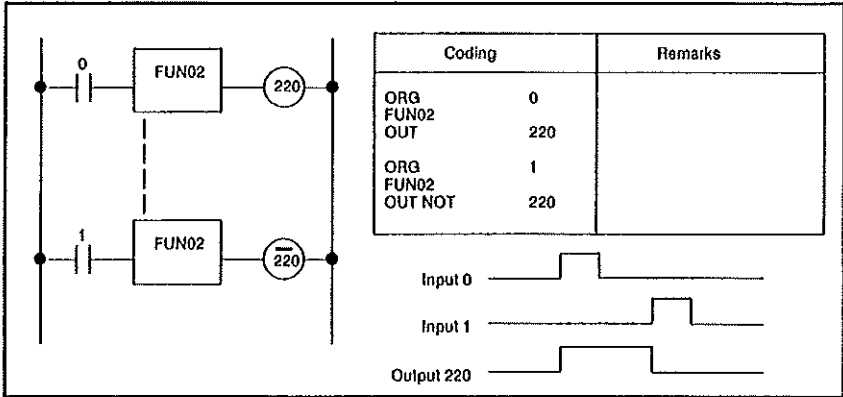 0
FUN02
220
1
FUN02
220
Coding Remarks
ORG 0
FUN02
OUT 220
ORG 1
FUN02
OUT NOT 220
Input 0
Input 1
Output 220